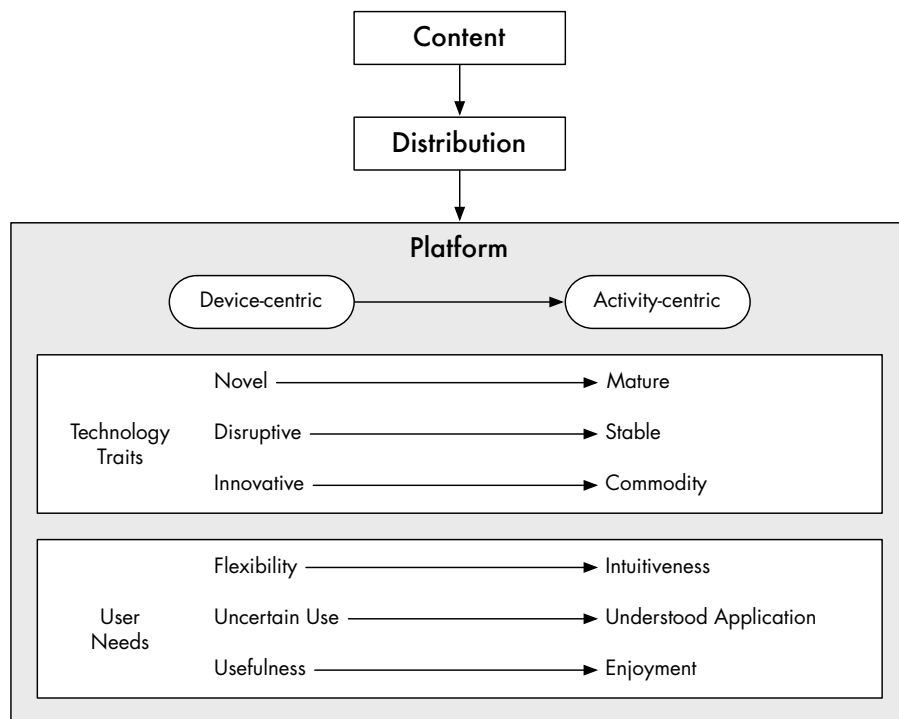 Content
Distribution
Platform
Device-centric
Activity-centric
Technology
Traits
Novel
Mature
Disruptive
Stable
Innovative
Commodity
User
Needs
Flexibility
Intuitiveness
Uncertain Use
Understood Application
Usefulness
Enjoyment